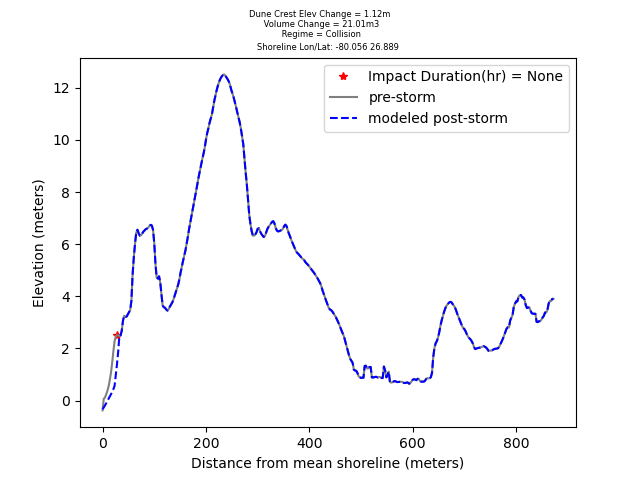 Dune Crest Elev Change = 1.12m
Volume Change = 21.01m3
Regime = Collision
Shoreline Lon/Lat: -80.056 26.889
Impact Duration(hr) = None
pre-storm
modeled post-storm
12
10
8
6
4
2
0
Elevation (meters)
0 200 400 600 800
Distance from mean shoreline (meters)